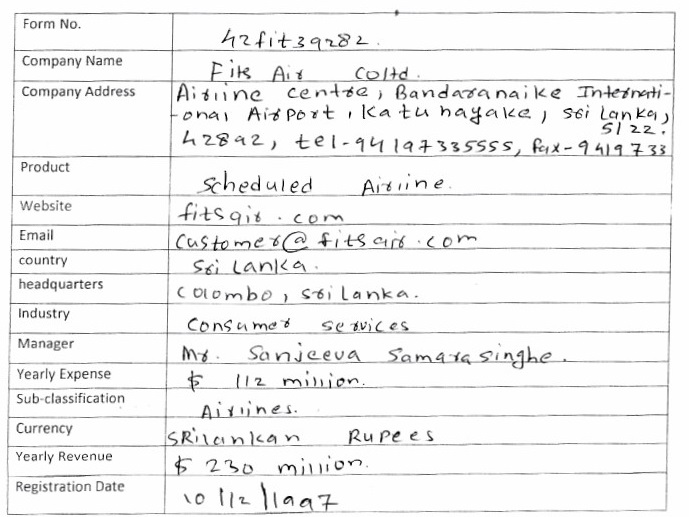 Form No. 42fit39282.
Company Name Fits Air Coltd.
Company Address Airline centre, Bandaranaike Internati-
-onal Airport, Katunayake, Sri Lanka,
42892, tel-94197335555, fax-9419733
5122.
Product Scheduled Airline.
Website fitsair.com
Email Customer@fitsair.com
country Sri Lanka.
headquarters Colombo, Sri Lanka.
Industry Consumer services
Manager Mr. Sanjeeva Samarasinghe.
Yearly Expense $ 112 million.
Sub-classification Airlines.
Currency SRilankan Rupees
Yearly Revenue $ 230 million.
Registration Date 10/12/1997